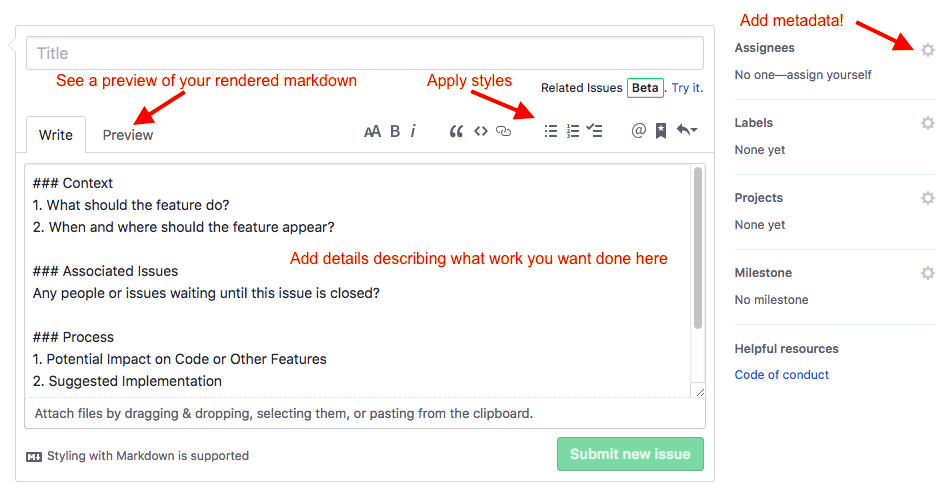 Add metadata!
Title
Assignees
No one—assign yourself
See a preview of your rendered markdown
Apply styles
Related Issues Beta. Try it.
Write
Preview
AA B i “ <> @
Labels
None yet
### Context
1. What should the feature do?
2. When and where should the feature appear?
Projects
None yet
Add details describing what work you want done here
### Associated Issues
Any people or issues waiting until this issue is closed?
Milestone
No milestone
### Process
1. Potential Impact on Code or Other Features
2. Suggested Implementation
Helpful resources
Code of conduct
Attach files by dragging & dropping, selecting them, or pasting from the clipboard.
Styling with Markdown is supported
Submit new issue